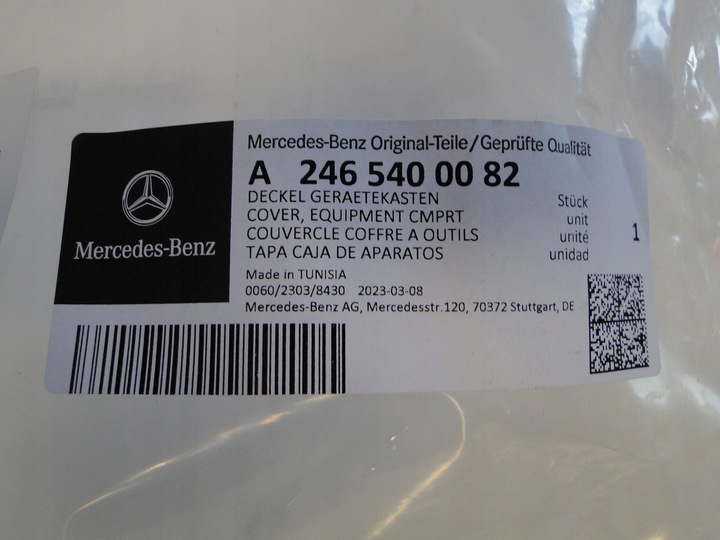 Mercedes-Benz Original-Teile/Geprüfte Qualität
A 246 540 00 82
DECKEL GERAETEKASTEN Stück
COVER, EQUIPMENT CMPRT unit
COUVERCLE COFFRE A OUTILS unité 1
TAPA CAJA DE APARATOS unidad
Mercedes-Benz
Made in TUNISIA
0060/2303/8430 2023-03-08
Mercedes-Benz AG, Mercedesstr.120, 70372 Stuttgart, DE